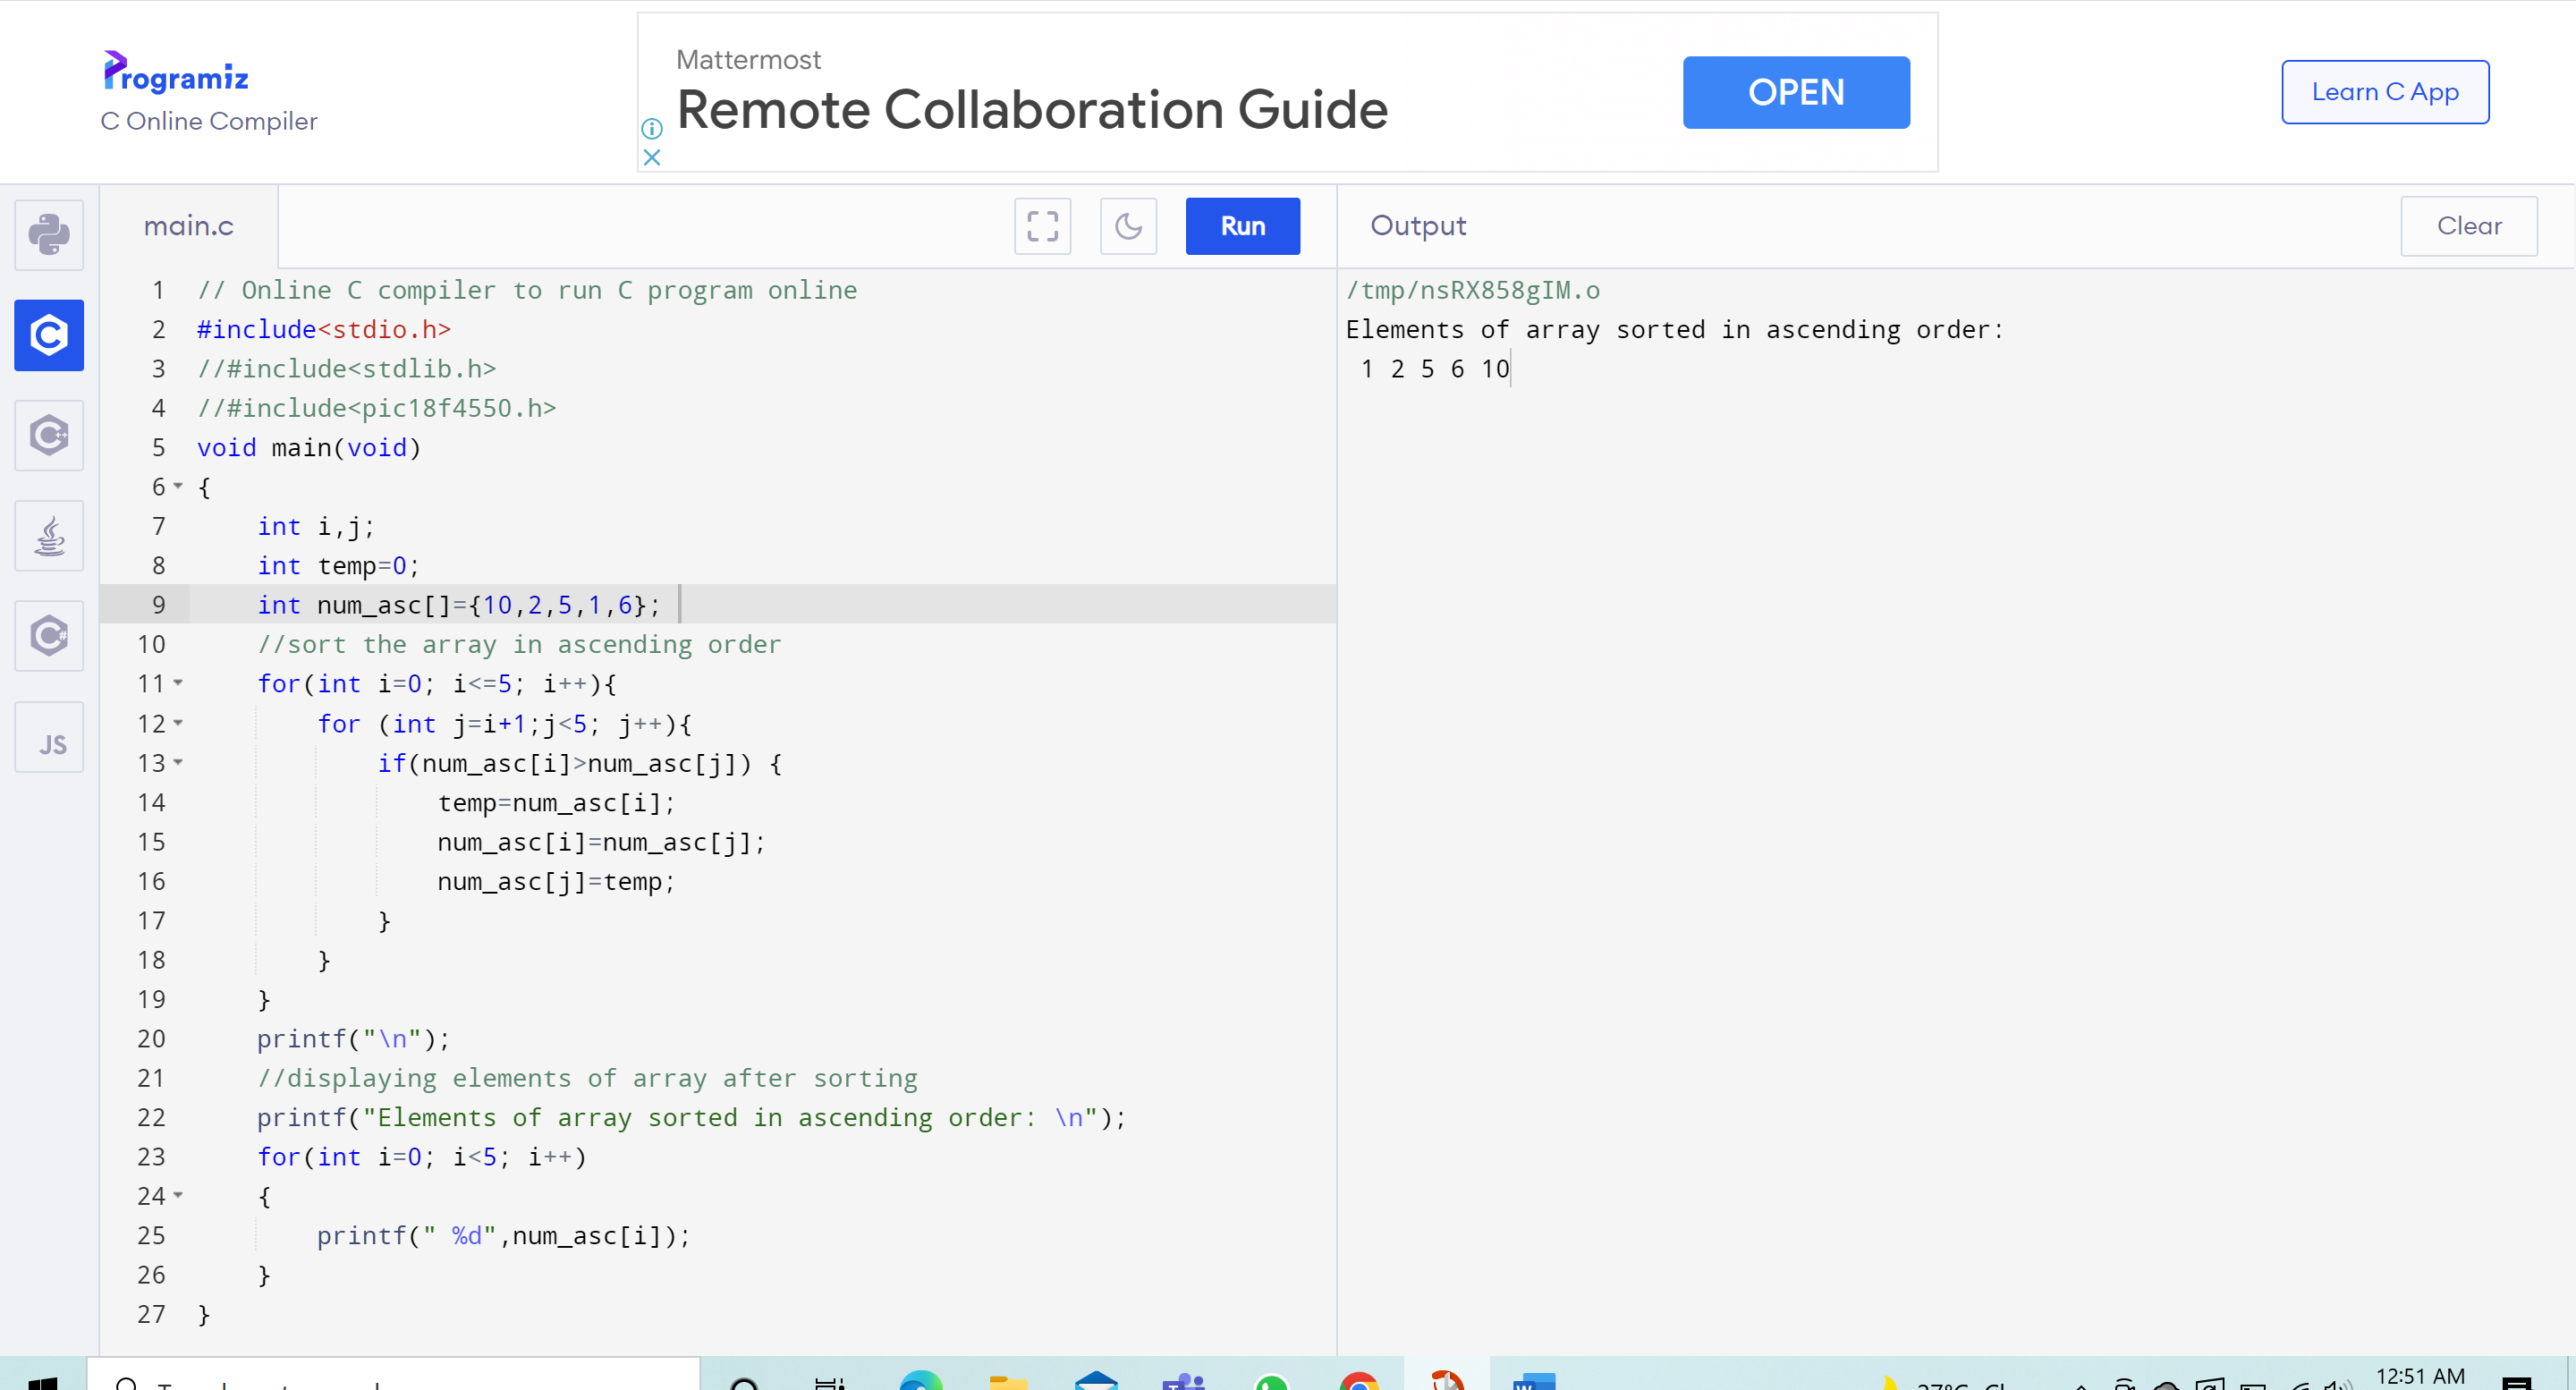 Programiz
C Online Compiler
Mattermost
Remote Collaboration Guide
OPEN
Learn C App
main.c
Run
Output
Clear
JS
1 // Online C compiler to run C program online
2 #include<stdio.h>
3 //#include<stdlib.h>
4 //#include<pic18f4550.h>
5 void main(void)
6 {
7     int i,j;
8     int temp=0;
9     int num_asc[]={10,2,5,1,6};
10     //sort the array in ascending order
11     for(int i=0; i<=5; i++){
12         for (int j=i+1;j<5; j++){
13             if(num_asc[i]>num_asc[j]) {
14                 temp=num_asc[i];
15                 num_asc[i]=num_asc[j];
16                 num_asc[j]=temp;
17             }
18         }
19     }
20     printf("\n");
21     //displaying elements of array after sorting
22     printf("Elements of array sorted in ascending order: \n");
23     for(int i=0; i<5; i++)
24     {
25         printf(" %d",num_asc[i]);
26     }
27 }
/tmp/nsRX858gIM.o
Elements of array sorted in ascending order:
1 2 5 6 10
12:51 AM